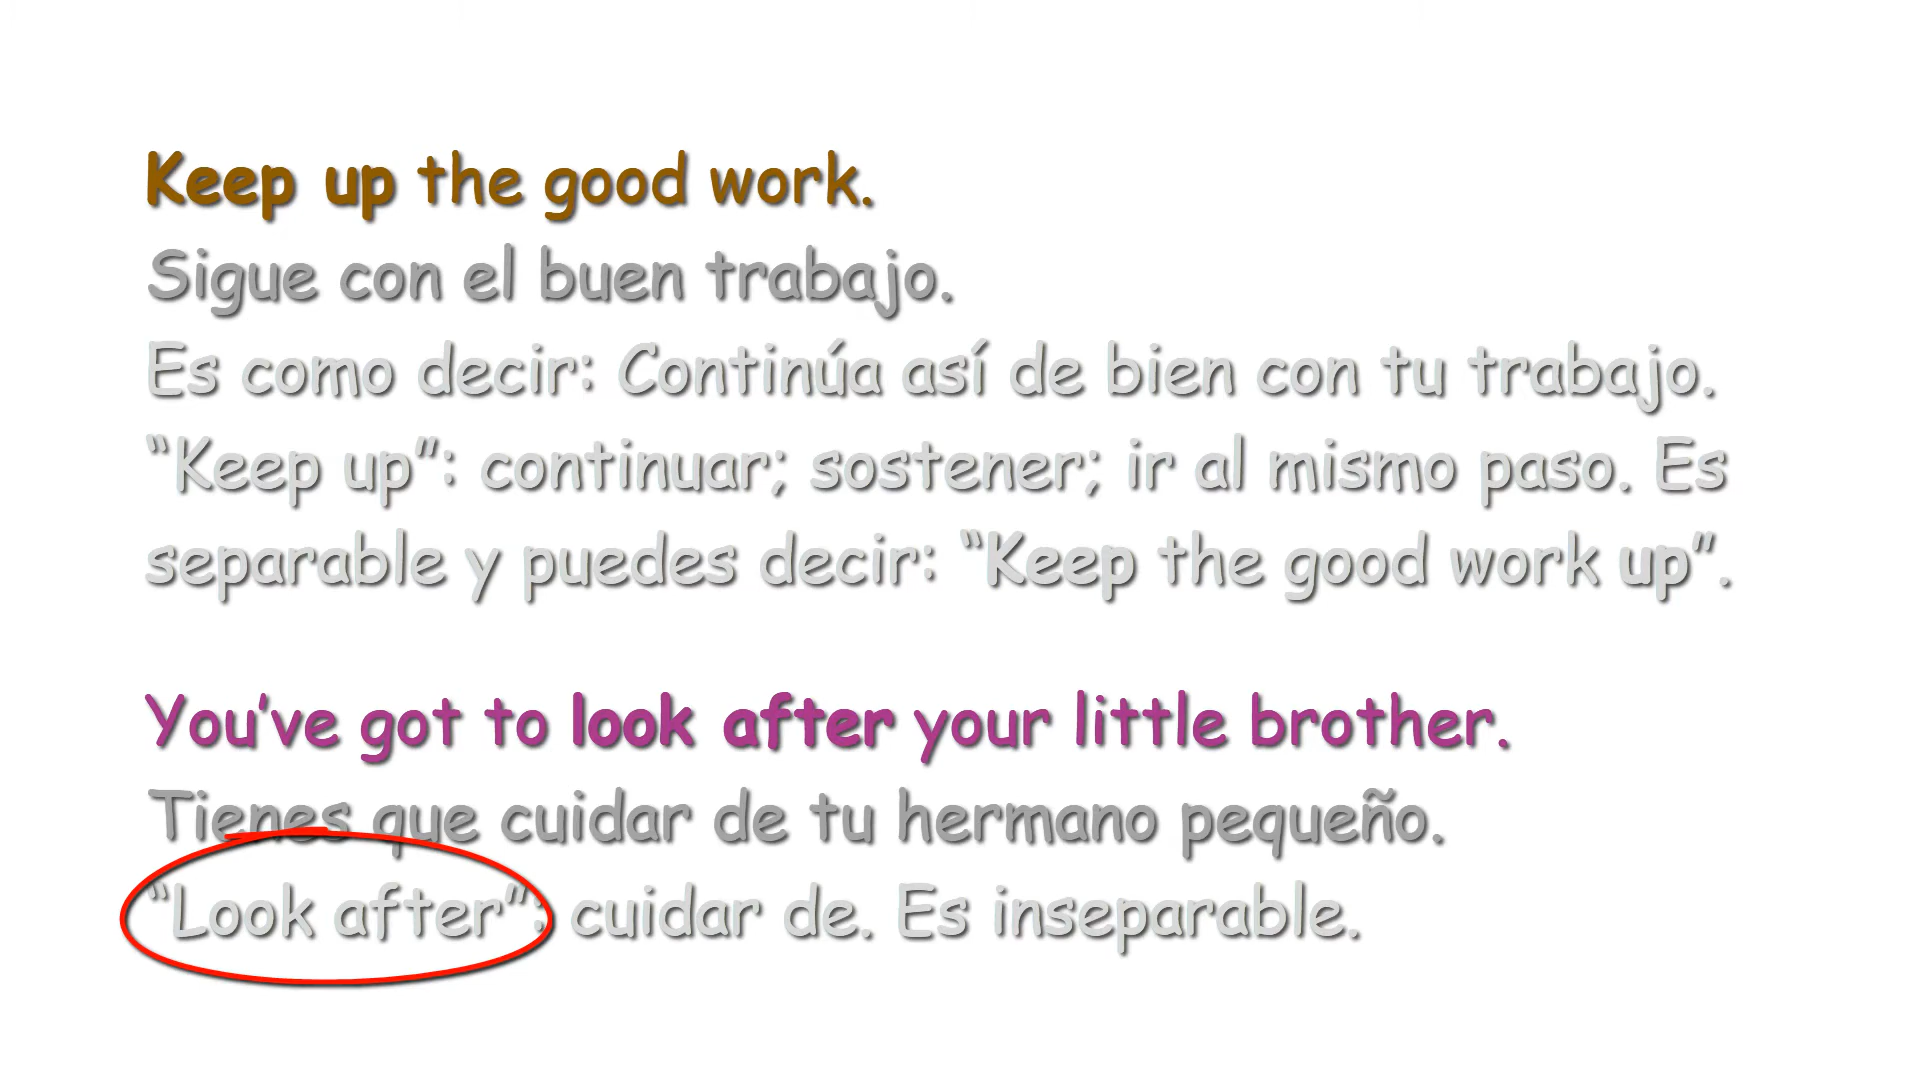 Keep up the good work.
Sigue con el buen trabajo.
Es como decir: Continúa así de bien con tu trabajo.
“Keep up”: continuar; sostener; ir al mismo paso. Es
separable y puedes decir: “Keep the good work up”.
You’ve got to look after your little brother.
Tienes que cuidar de tu hermano pequeño.
“Look after”: cuidar de. Es inseparable.